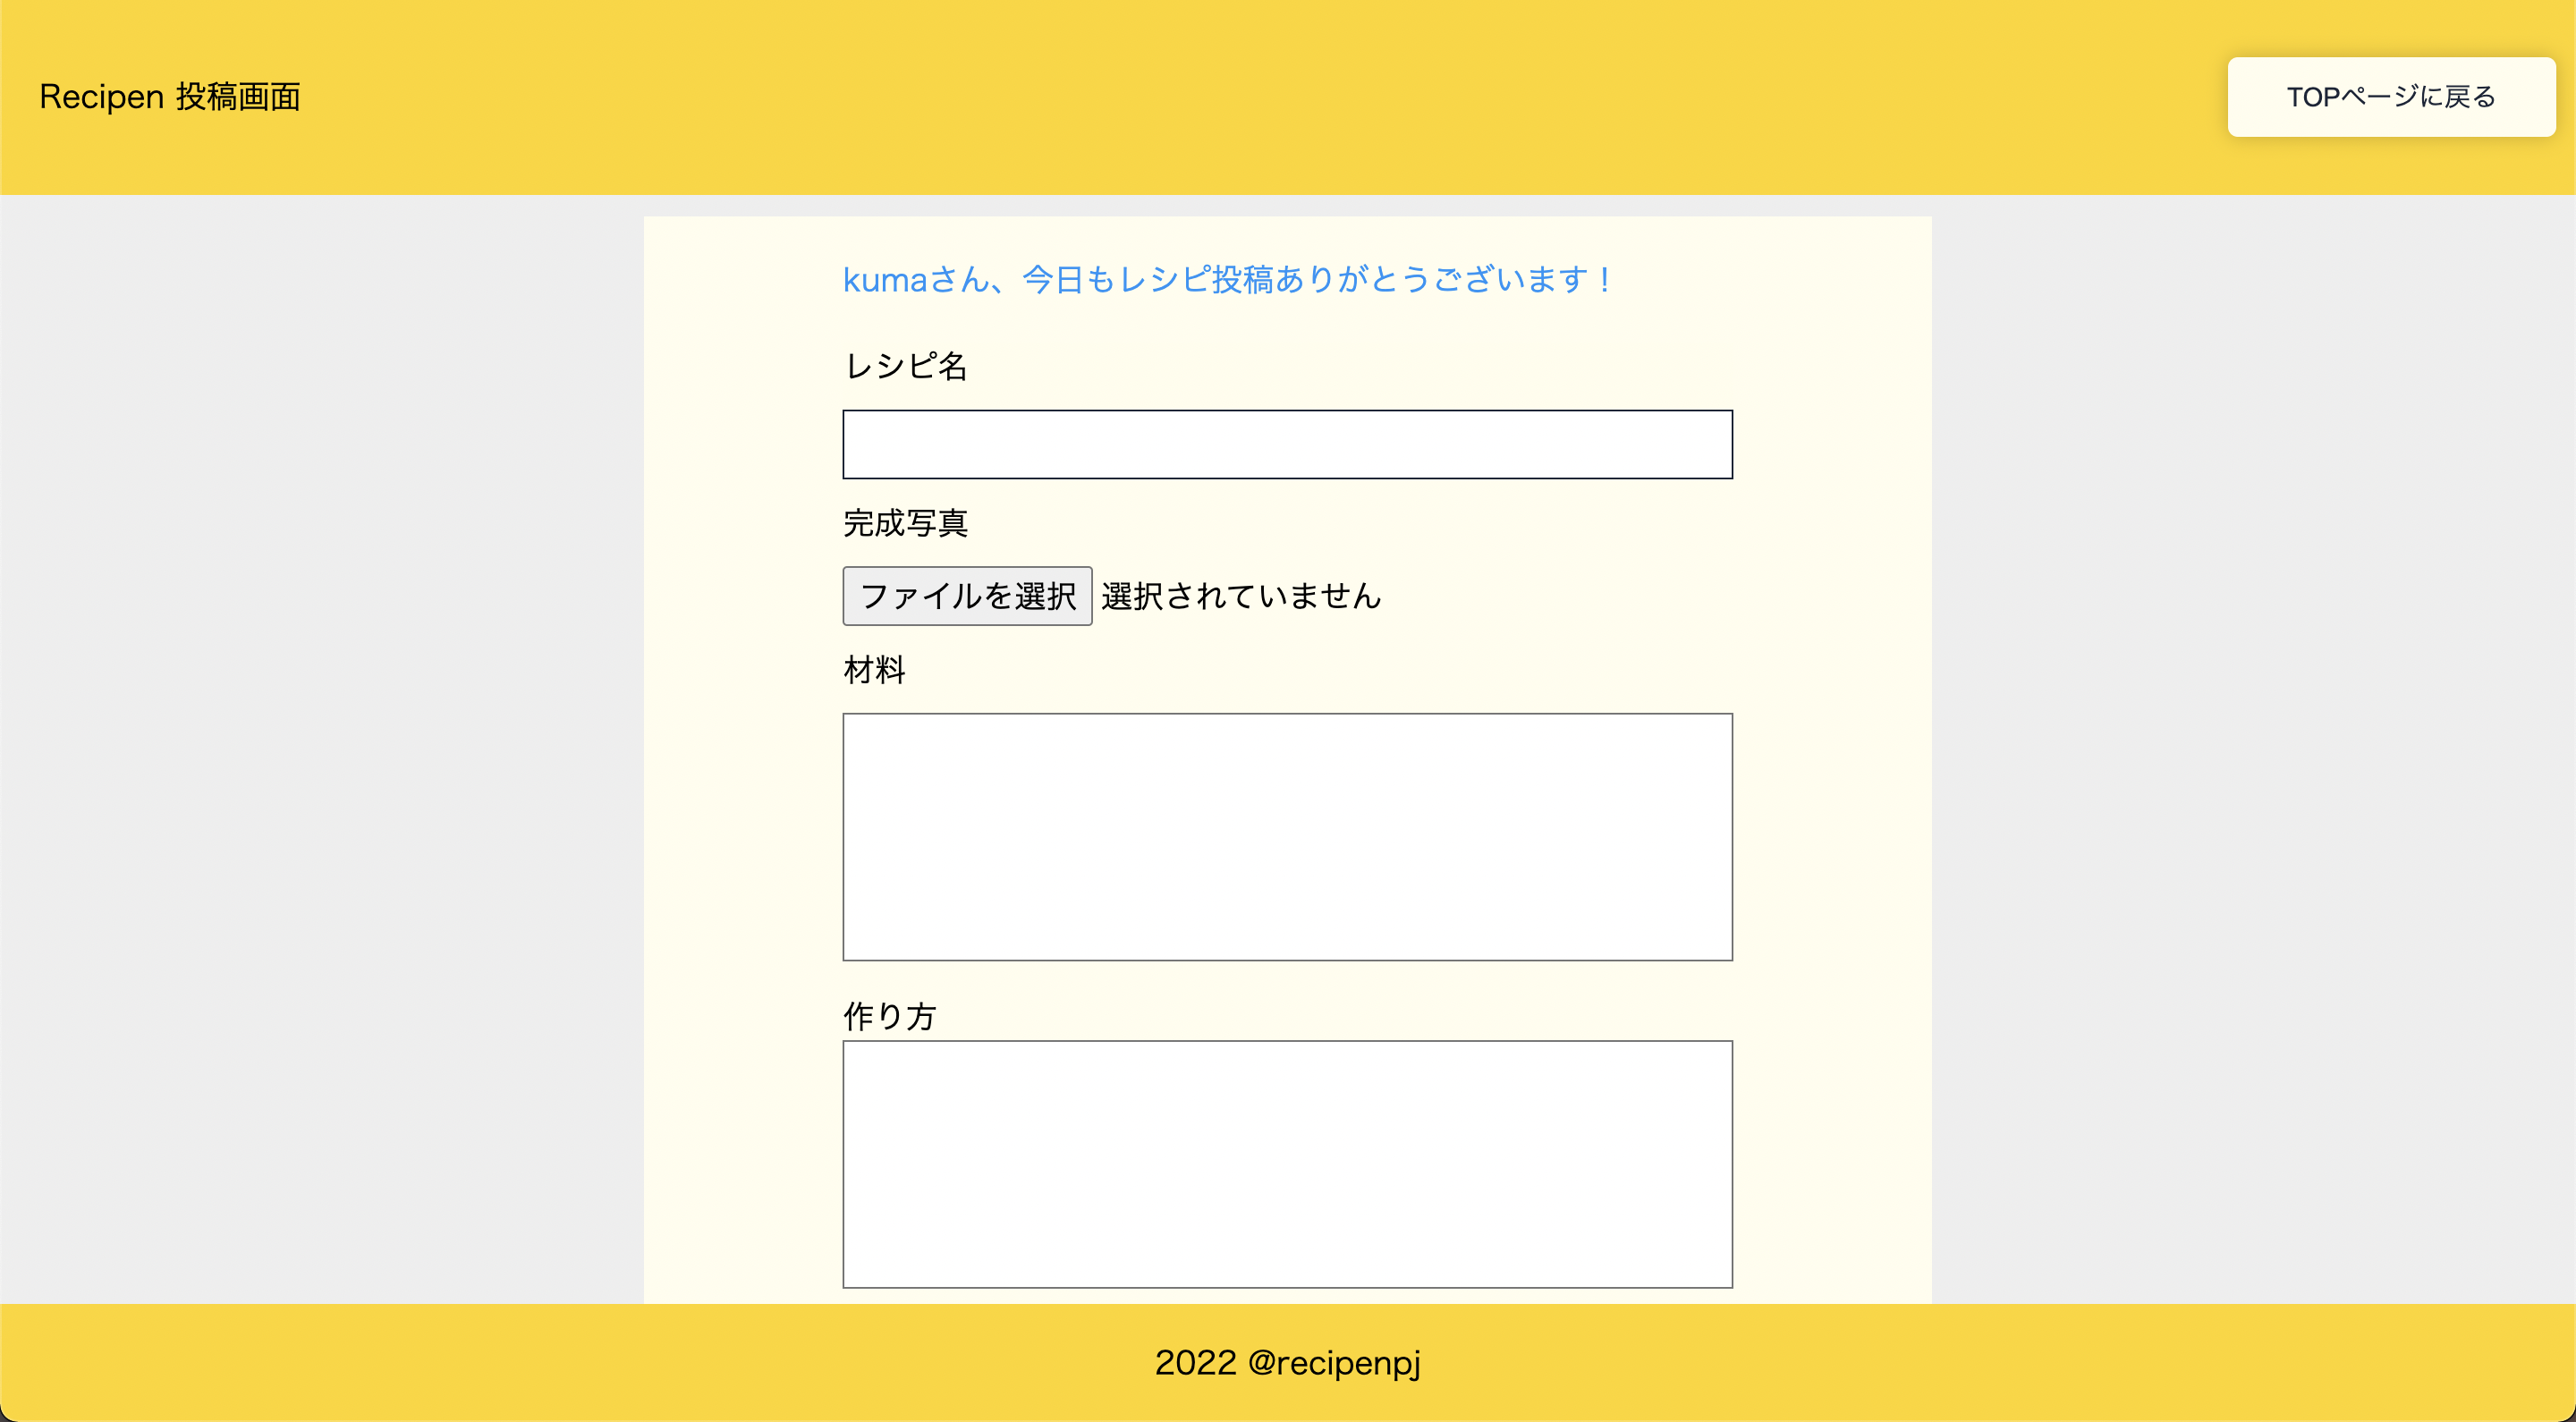 Recipen 投稿画面
TOPページに戻る
kumaさん、今日もレシピ投稿ありがとうございます！
レシピ名
完成写真
ファイルを選択 選択されていません
材料
作り方
2022 @recipenpj